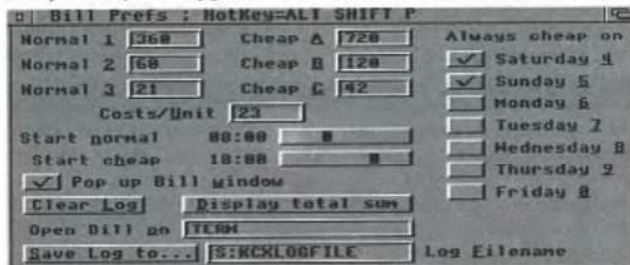 Bill Prefs : HotKey=ALT SHIFT P
Normal 1 360 Cheap A 720 Always cheap on
Normal 2 60 Cheap B 120 Saturday 4
Normal 3 21 Cheap C 42 Sunday 5
Costs/Unit 23 Monday 6
Start normal 08:00 Tuesday 7
Start cheap 18:00 Wednesday 8
Pop up Bill window Thursday 9
Clear Log Display total sum Friday 0
Open Bill on TERM
Save Log to... S:KCXLOGFILE Log Filename